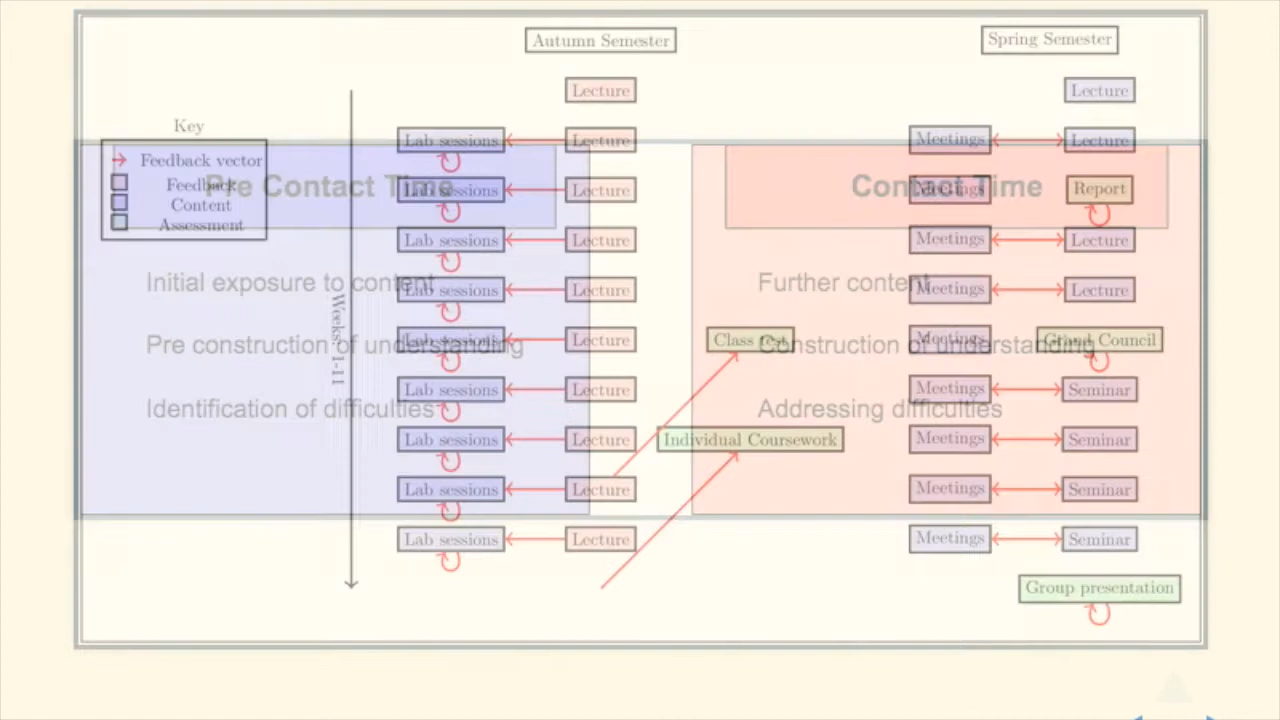 Autumn Semester
Spring Semester
Lecture
Lecture
Key
Feedback vector
Feedback
Content
Assessment
Weeks: 1-11
Lab sessions
Lecture
Meetings
Lecture
Pre Contact Time
Contact Time
Lab sessions
Lecture
Meetings
Report
Lab sessions
Lecture
Meetings
Lecture
Initial exposure to content
Further content
Lab sessions
Lecture
Meetings
Lecture
Pre construction of understanding
Construction of understanding
Lab sessions
Lecture
Class test
Meetings
Grand Council
Lab sessions
Lecture
Meetings
Seminar
Identification of difficulties
Addressing difficulties
Lab sessions
Lecture
Individual Coursework
Meetings
Seminar
Lab sessions
Lecture
Meetings
Seminar
Lab sessions
Lecture
Meetings
Seminar
Group presentation